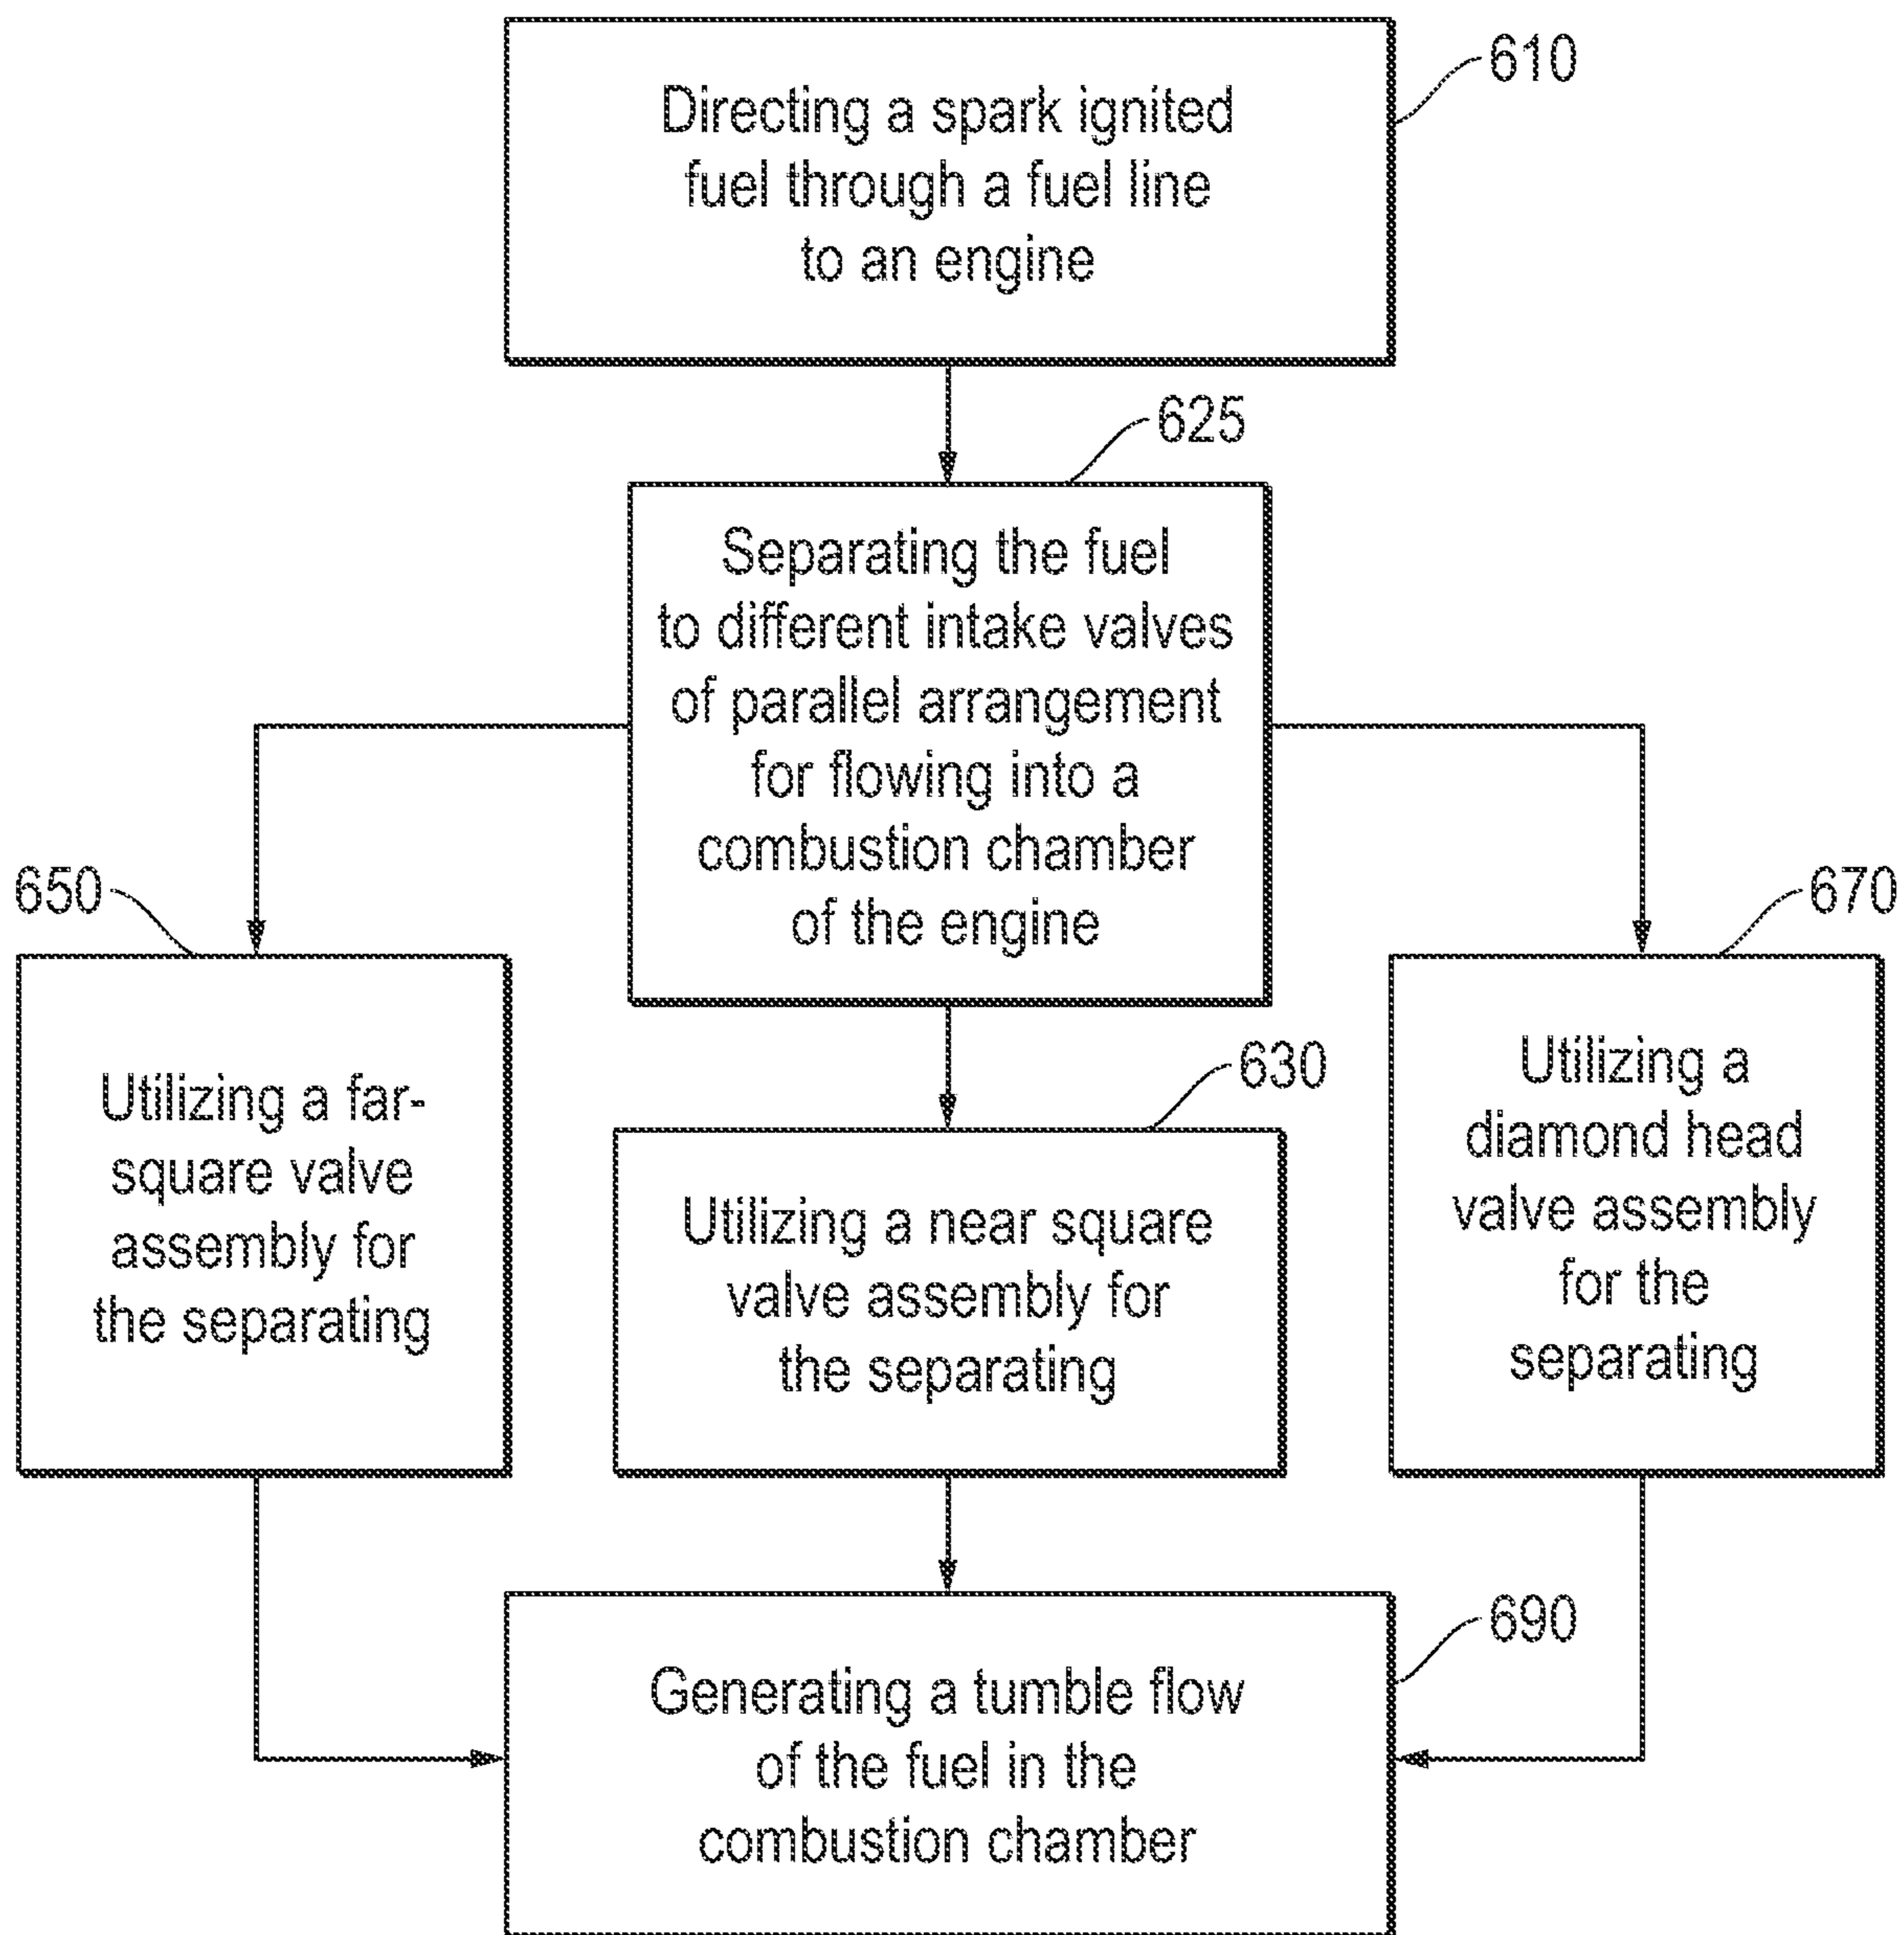 610
Directing a spark ignited
fuel through a fuel line
to an engine
625
Separating the fuel
to different intake valves
of parallel arrangement
for flowing into a
combustion chamber
of the engine
650
Utilizing a far-
square valve
assembly for
the separating
630
Utilizing a near square
valve assembly for
the separating
670
Utilizing a
diamond head
valve assembly
for the
separating
690
Generating a tumble flow
of the fuel in the
combustion chamber